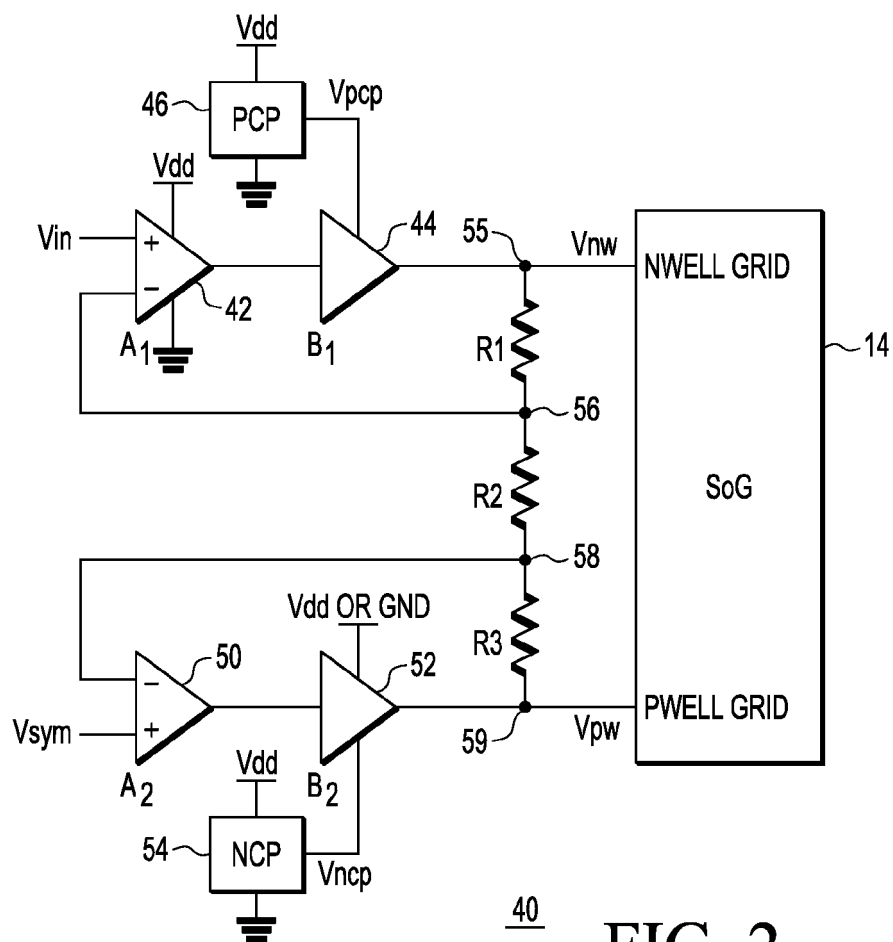 Vdd
46
PCP
Vpcp
Vdd
Vin
+
−
42
A1
44
B1
55
Vnw
NWELL GRID
14
R1
56
R2
SoG
58
Vdd OR GND
50
−
+
Vsym
A2
52
B2
R3
59
Vpw
PWELL GRID
Vdd
54
NCP
Vncp
40